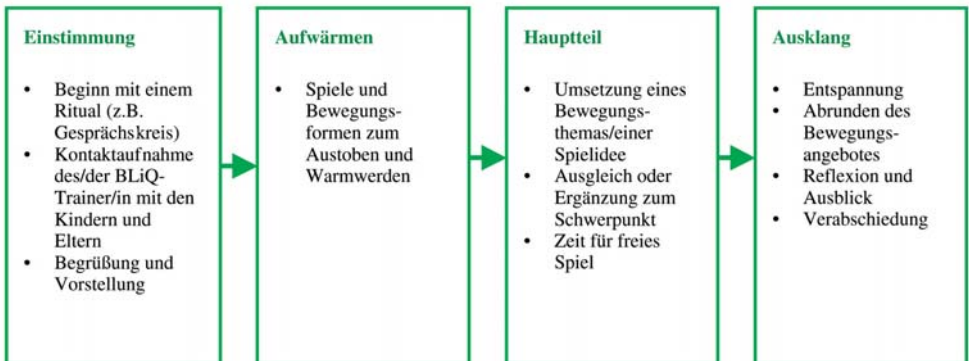 Einstimmung
• Beginn mit einem
Ritual (z.B.
Gesprächskreis)
• Kontaktaufnahme
des/der BLiQ-
Trainer/in mit den
Kindern und
Eltern
• Begrüßung und
Vorstellung
Aufwärmen
• Spiele und
Bewegungs-
formen zum
Austoben und
Warmwerden
Hauptteil
• Umsetzung eines
Bewegungs-
themas/einer
Spielidee
• Ausgleich oder
Ergänzung zum
Schwerpunkt
• Zeit für freies
Spiel
Ausklang
• Entspannung
• Abrunden des
Bewegungs-
angebotes
• Reflexion und
Ausblick
• Verabschiedung